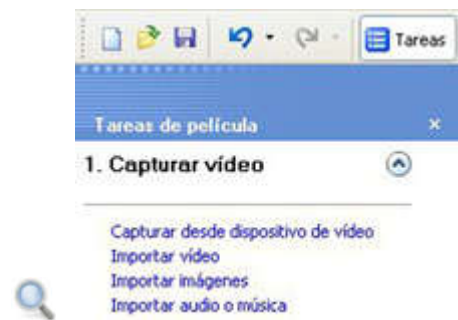 Tareas
Tareas de película
1. Capturar vídeo
Capturar desde dispositivo de vídeo
Importar vídeo
Importar imágenes
Importar audio o música